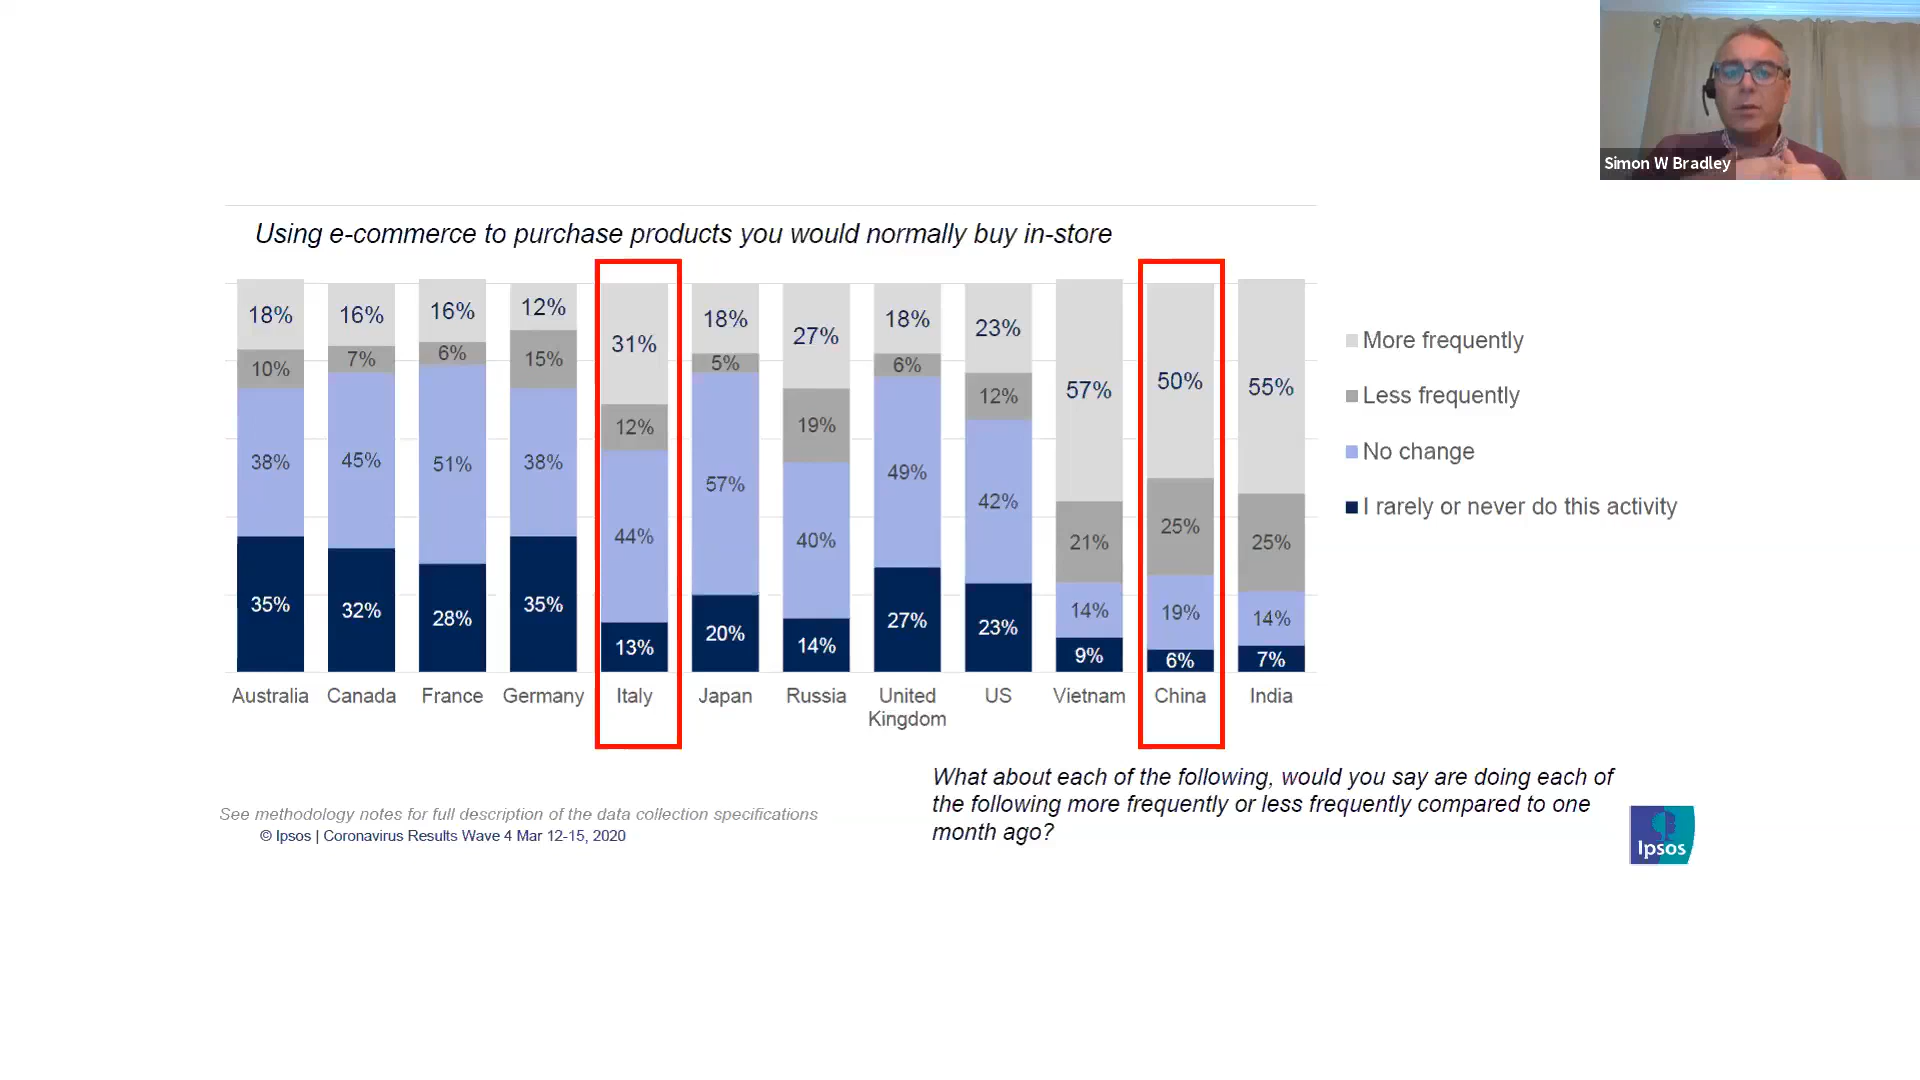 Simon W Bradley
Using e-commerce to purchase products you would normally buy in-store
18% 16% 16% 12% 31% 18% 27% 18% 23% 57% 50% 55%
10% 7% 6% 15% 12% 5% 19% 6% 12% 21% 25% 25%
38% 45% 51% 38% 44% 57% 40% 49% 42% 14% 19% 14%
35% 32% 28% 35% 13% 20% 14% 27% 23% 9% 6% 7%
Australia Canada France Germany Italy Japan Russia United US Vietnam China India
Kingdom
More frequently
Less frequently
No change
I rarely or never do this activity
What about each of the following, would you say are doing each of
the following more frequently or less frequently compared to one
month ago?
See methodology notes for full description of the data collection specifications
© Ipsos | Coronavirus Results Wave 4 Mar 12-15, 2020
Ipsos